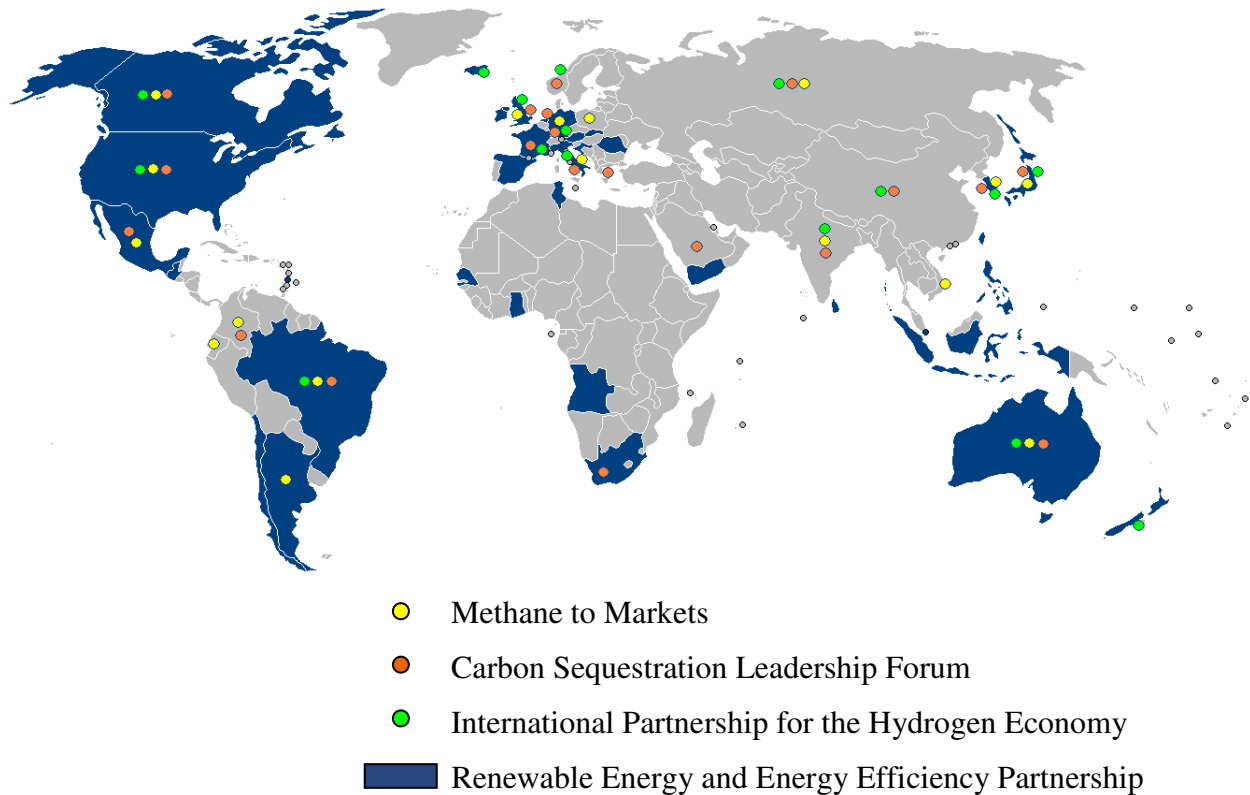 Methane to Markets
Carbon Sequestration Leadership Forum
International Partnership for the Hydrogen Economy
Renewable Energy and Energy Efficiency Partnership